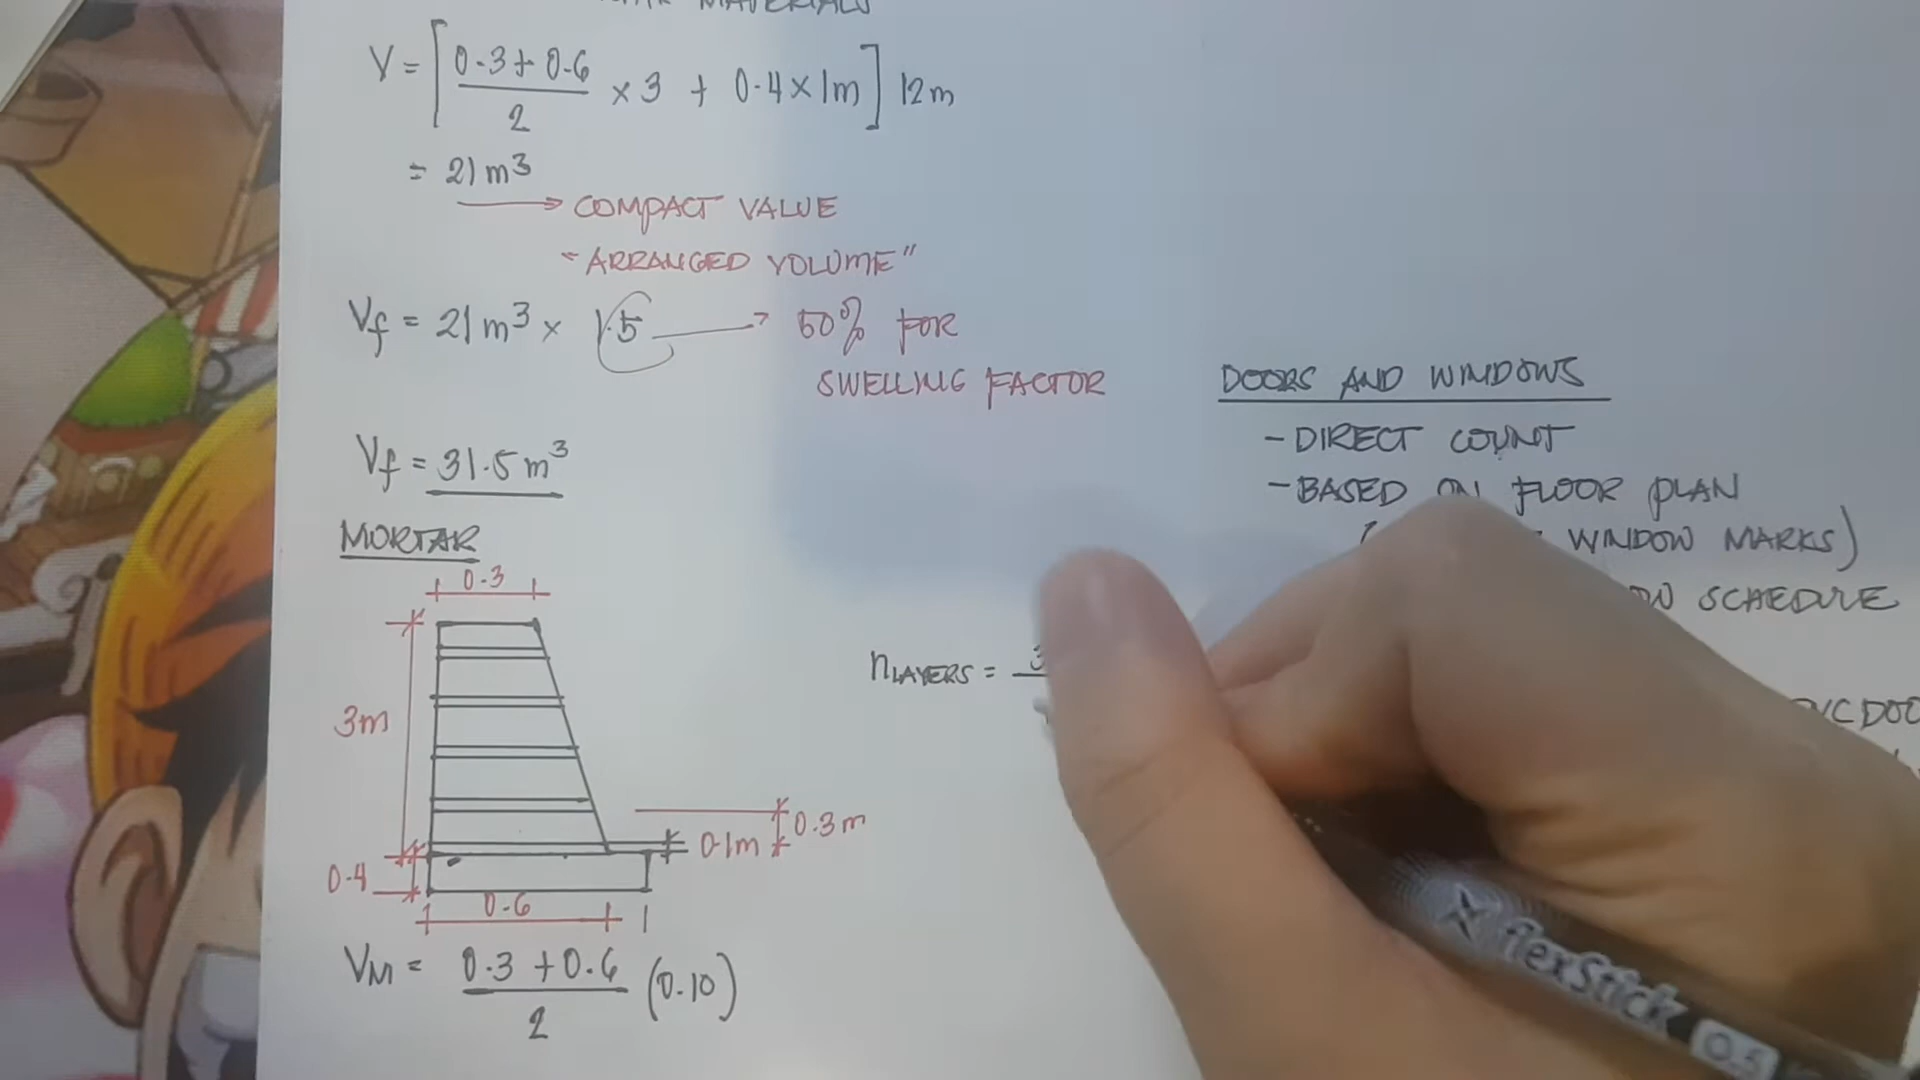 MATERIALS
V = [ 0.3 + 0.6 / 2 × 3 + 0.4 × 1m ] 12m
= 21 m³
→ COMPACT VALUE
"ARRANGED VOLUME"
Vf = 21 m³ × 1.5 → 50% FOR
SWELLING FACTOR
Vf = 31.5 m³
MORTAR
0.3
3m
0.3m
0.1m
0.4
0.6
1
VM = 0.3 + 0.6 / 2 (0.10)
nLAYERS = 3
DOORS AND WINDOWS
- DIRECT COUNT
- BASED ON FLOOR PLAN
( WINDOW MARKS)
SCHEDULE
flexstick 0.5